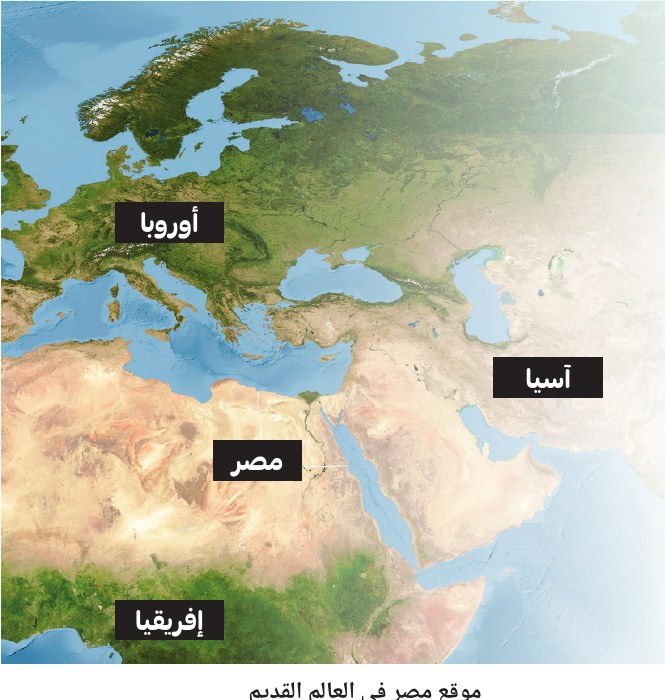 أوروبا
آسيا
مصر
إفريقيا
موقع مصر في العالم القديم